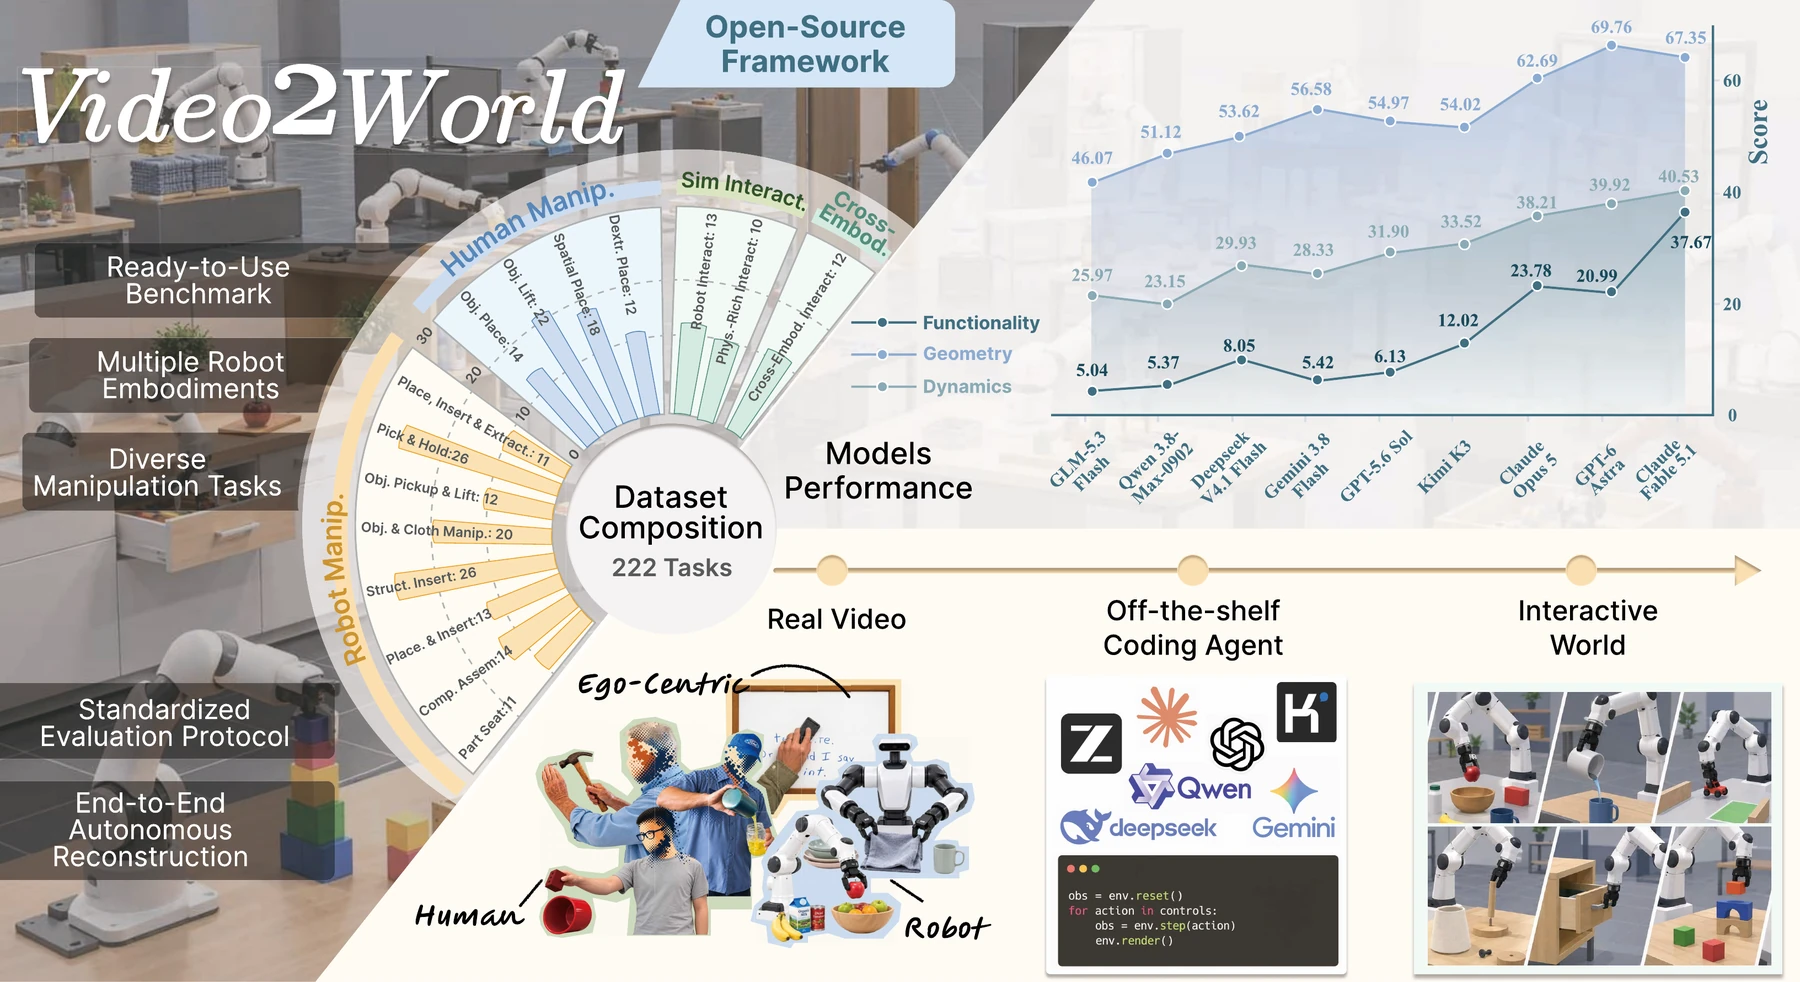 Open-Source
Framework
Video2World
Ready-to-Use
Benchmark
Multiple Robot
Embodiments
Diverse
Manipulation Tasks
Standardized
Evaluation Protocol
End-to-End
Autonomous
Reconstruction
Human Manip.
Sim Interact.
Cross-
Embod.
Robot Manip.
Obj. Place: 14
Obj. Lift: 22
Spatial Place: 18
Dextr. Place: 12
Robot Interact: 13
Phys.-Rich Interact: 10
Cross-Embod. Interact: 12
30
20
10
0
Place, Insert & Extract.: 11
Pick & Hold:26
Obj. Pickup & Lift: 12
Obj. & Cloth Manip.: 20
Struct. Insert: 26
Place. & Insert:13
Comp. Assem:14
Part Seat:11
Dataset
Composition
222 Tasks
Functionality
Geometry
Dynamics
Models
Performance
46.07
51.12
53.62
56.58
54.97
54.02
62.69
69.76
67.35
25.97
23.15
29.93
28.33
31.90
33.52
38.21
39.92
40.53
5.04
5.37
8.05
5.42
6.13
12.02
23.78
20.99
37.67
Score
60
40
20
0
GLM-5.3
Flash
Qwen 3.8-
Max-0902
Deepseek
V4.1 Flash
Gemini 3.8
Flash
GPT-5.6 Sol
Kimi K3
Claude
Opus 5
GPT-6
Astra
Claude
Fable 5.1
Real Video
Off-the-shelf
Coding Agent
Interactive
World
Ego-Centric
I say
Human
Robot
Z
K
Qwen
deepseek
Gemini
obs = env.reset()
for action in controls:
obs = env.step(action)
env.render()